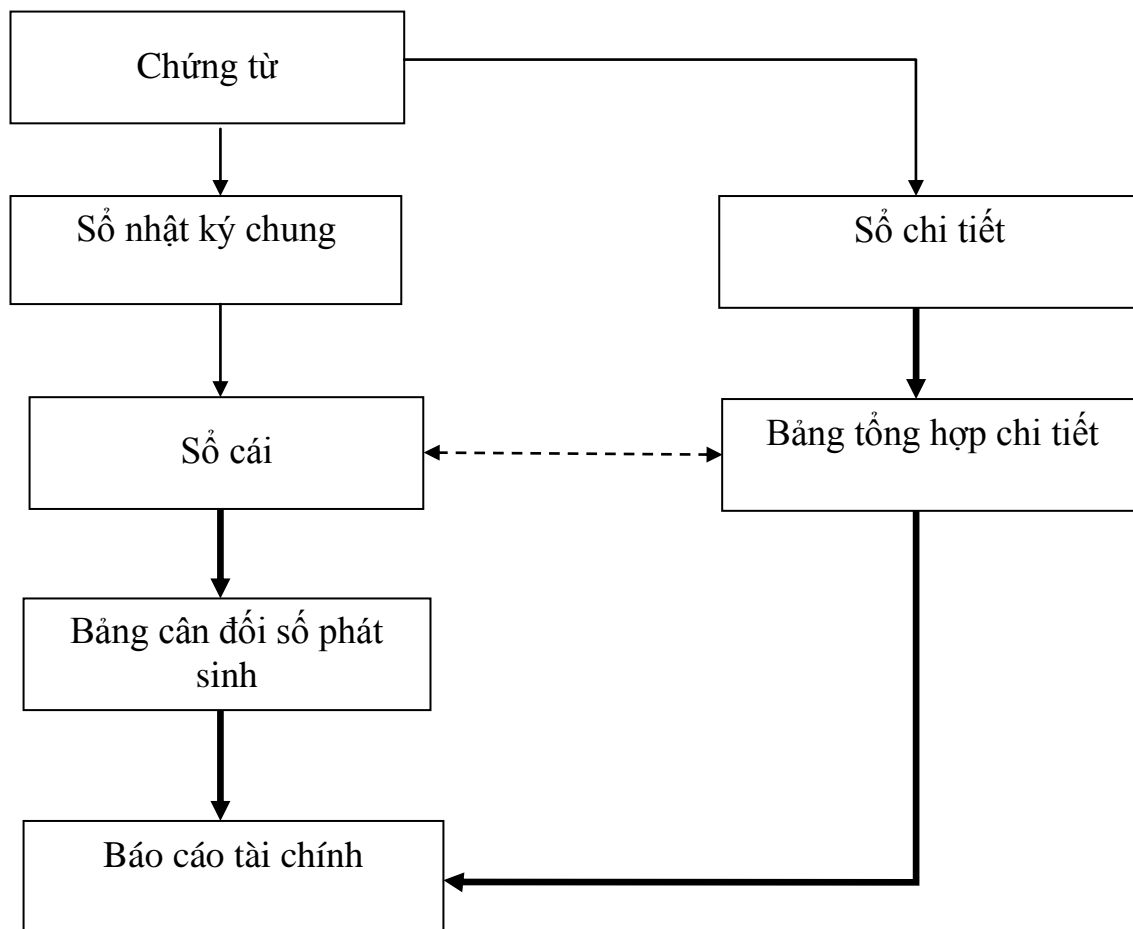 Chứng từ
Sổ nhật ký chung
Sổ chi tiết
Sổ cái
Bảng tổng hợp chi tiết
Bảng cân đối số phát
sinh
Báo cáo tài chính